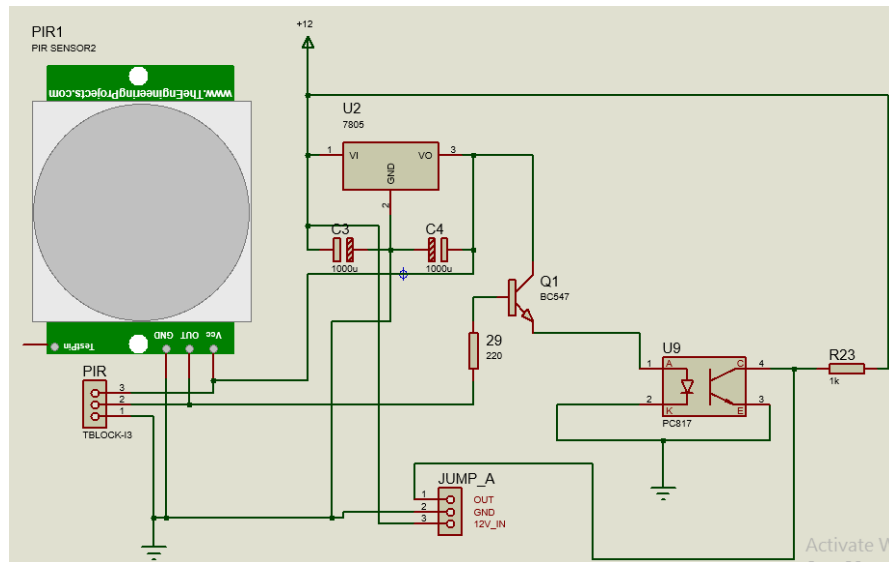 +12
PIR1
PIR SENSOR2
www.TheEngineeringProjects.com
U2
7805
1
VI
VO
3
GND
2
C3
C4
1000u
1000u
Q1
BC547
TestPin
GND
OUT
Vcc
29
220
U9
R23
PIR
3
2
1
TBLOCK-I3
1
A
C
4
1k
2
K
E
3
PC817
JUMP_A
1
OUT
2
GND
3
12V_IN
Activate W